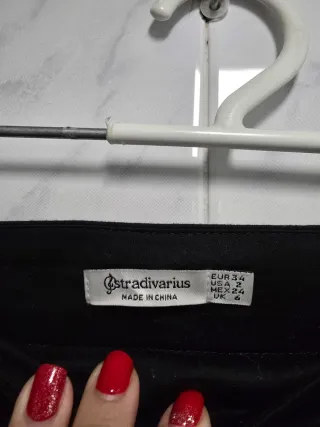 stradivarius
MADE IN CHINA
EUR 34
USA 2
MEX 24
UK 6